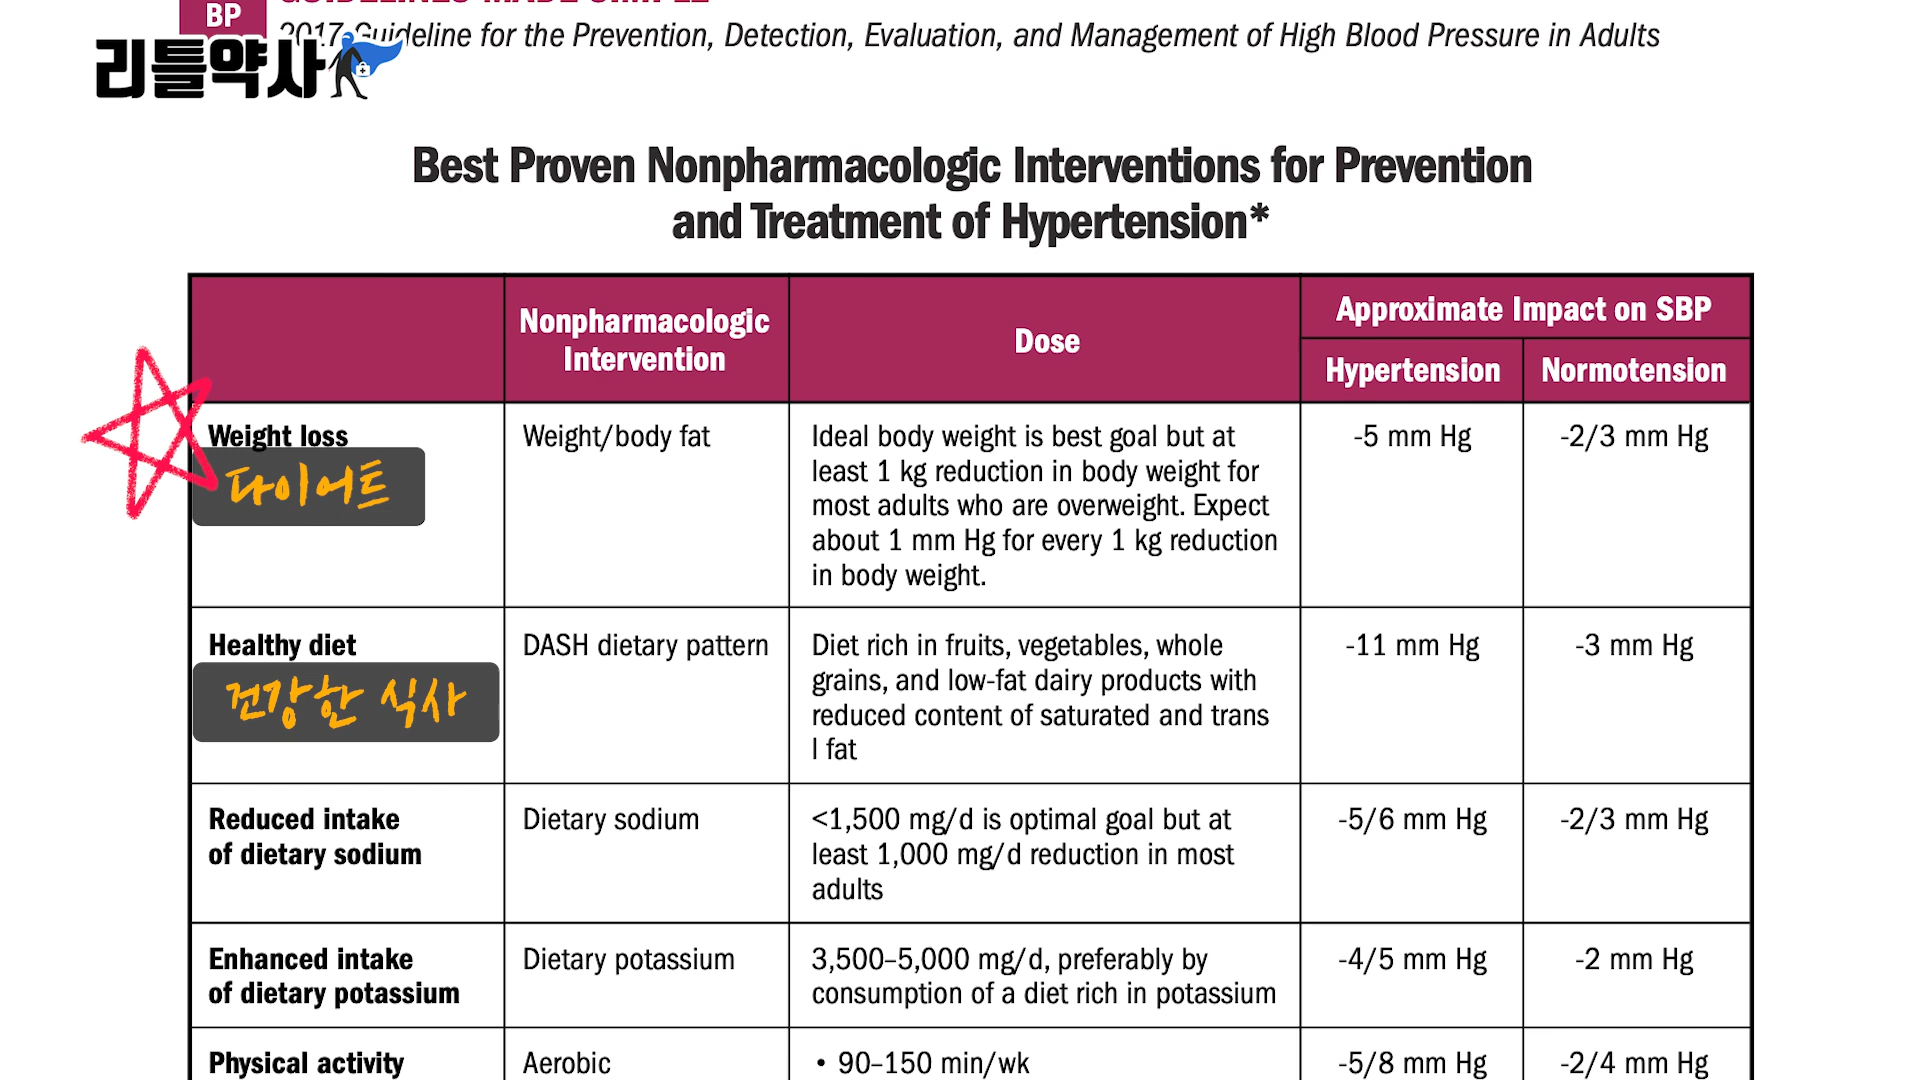 BP
GUIDELINES MADE SIMPLE
2017 Guideline for the Prevention, Detection, Evaluation, and Management of High Blood Pressure in Adults
리틀약사
Best Proven Nonpharmacologic Interventions for Prevention
and Treatment of Hypertension*
Nonpharmacologic
Intervention
Dose
Approximate Impact on SBP
Hypertension
Normotension
Weight loss
다이어트
Weight/body fat
Ideal body weight is best goal but at
least 1 kg reduction in body weight for
most adults who are overweight. Expect
about 1 mm Hg for every 1 kg reduction
in body weight.
-5 mm Hg
-2/3 mm Hg
Healthy diet
건강한 식사
DASH dietary pattern
Diet rich in fruits, vegetables, whole
grains, and low-fat dairy products with
reduced content of saturated and trans
l fat
-11 mm Hg
-3 mm Hg
Reduced intake
of dietary sodium
Dietary sodium
<1,500 mg/d is optimal goal but at
least 1,000 mg/d reduction in most
adults
-5/6 mm Hg
-2/3 mm Hg
Enhanced intake
of dietary potassium
Dietary potassium
3,500–5,000 mg/d, preferably by
consumption of a diet rich in potassium
-4/5 mm Hg
-2 mm Hg
Physical activity
Aerobic
• 90–150 min/wk
-5/8 mm Hg
-2/4 mm Hg